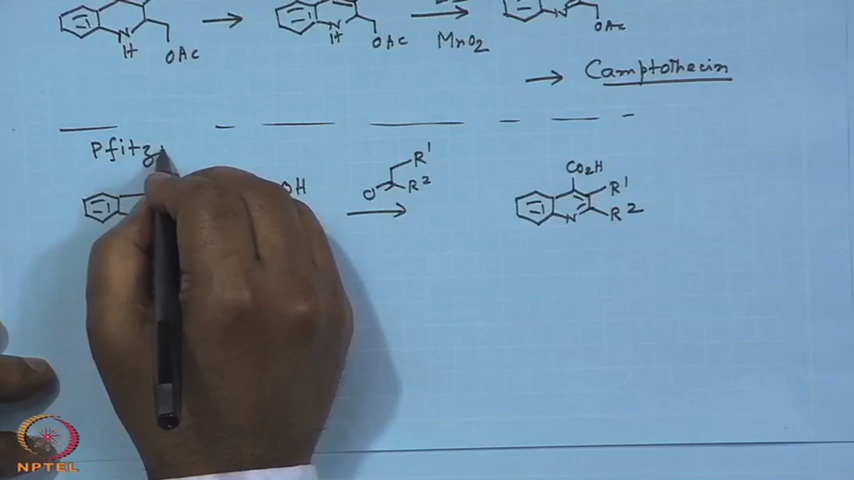 N
H
OAc
N
H
OAc
MnO2
N
OAc
Camptothecin
Pfitz
OH
O
R1
R2
CO2H
R1
R2
N
NPTEL